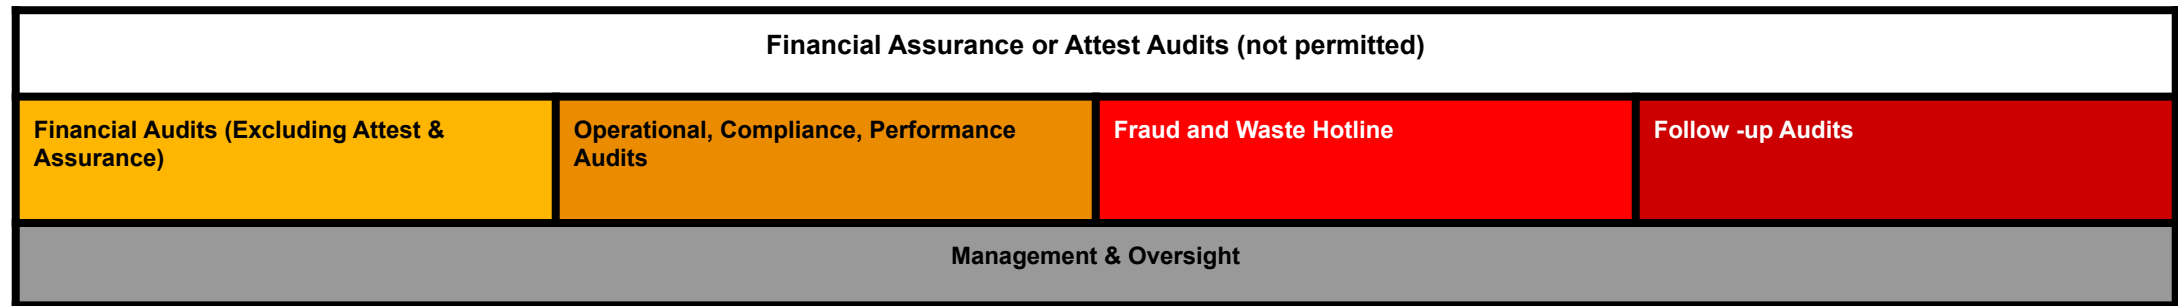 Financial Assurance or Attest Audits (not permitted)
Financial Audits (Excluding Attest &
Assurance)
Operational, Compliance, Performance
Audits
Fraud and Waste Hotline
Follow -up Audits
Management & Oversight